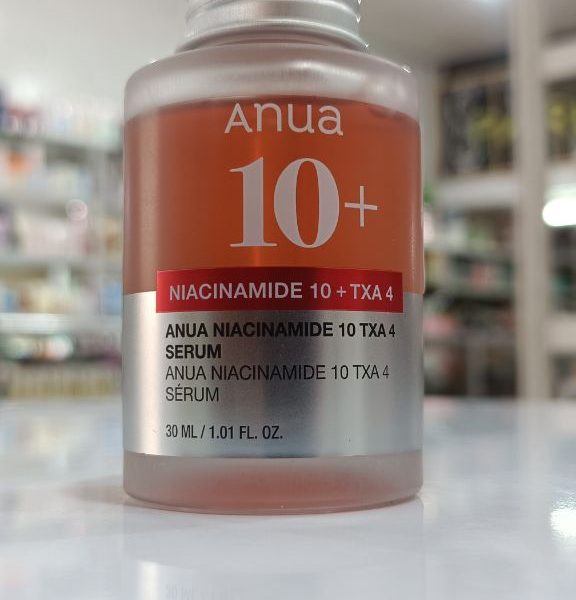 Anua
10+
NIACINAMIDE 10 + TXA 4
ANUA NIACINAMIDE 10 TXA 4
SERUM
ANUA NIACINAMIDE 10 TXA 4
SÉRUM
30 ML / 1.01 FL. OZ.